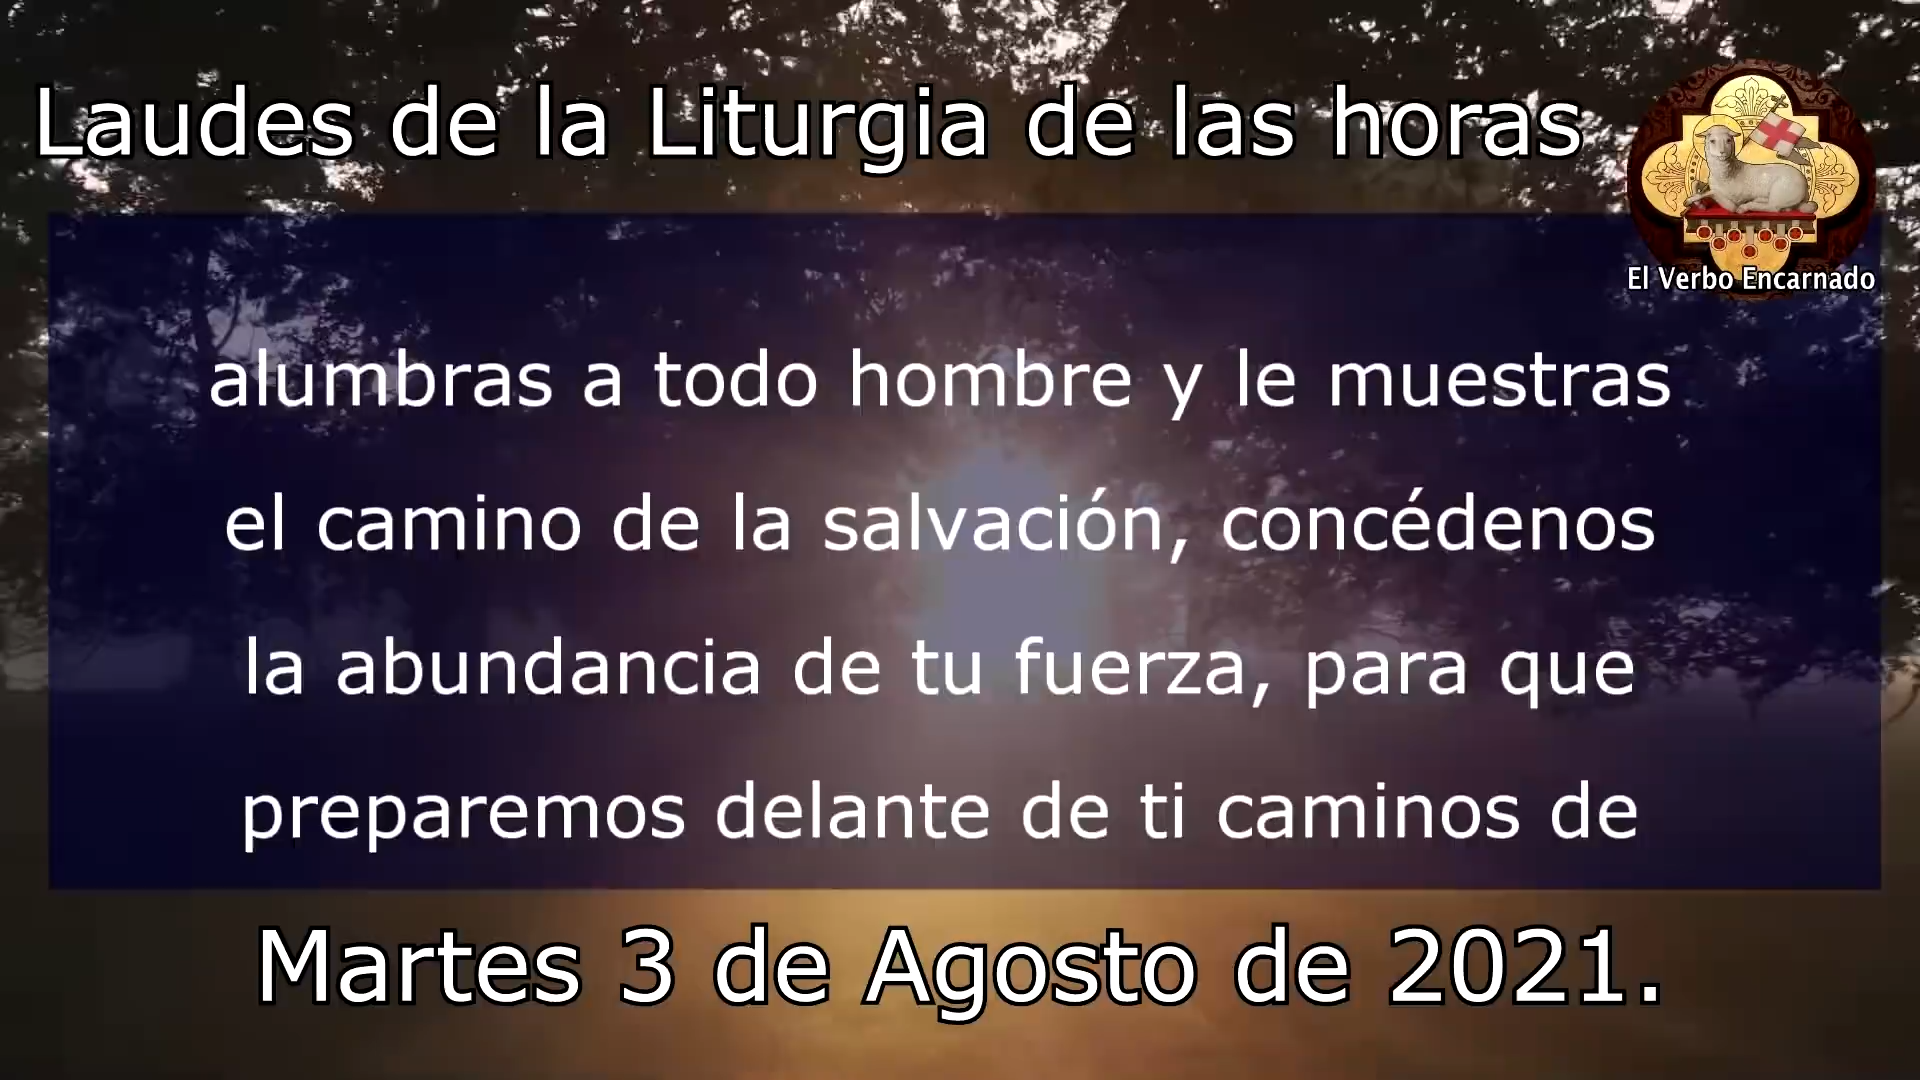 Laudes de la Liturgia de las horas
El Verbo Encarnado
alumbras a todo hombre y le muestras
el camino de la salvación, concédenos
la abundancia de tu fuerza, para que
preparemos delante de ti caminos de
Martes 3 de Agosto de 2021.